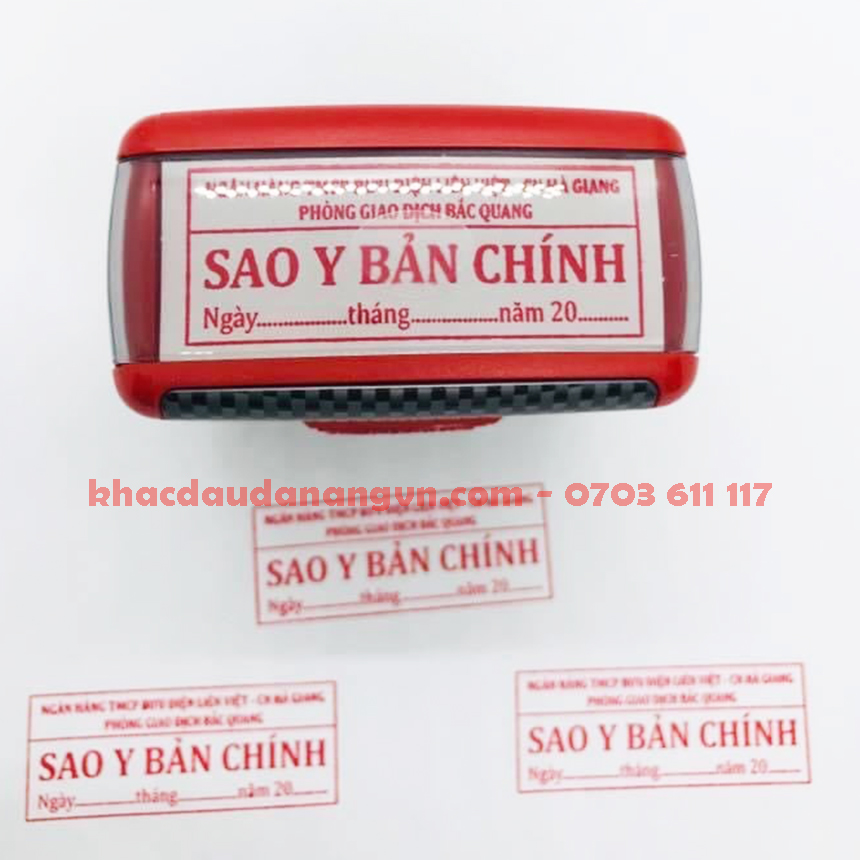 NGÂN HÀNG TMCP BƯU ĐIỆN LIÊN VIỆT - CN HÀ GIANG
PHÒNG GIAO DỊCH BẮC QUANG
SAO Y BẢN CHÍNH
Ngày.................tháng................năm 20..........
khacdaudanangvn.com - 0703 611 117
NGÂN HÀNG TMCP BƯU ĐIỆN LIÊN VIỆT - CN HÀ GIANG
PHÒNG GIAO DỊCH BẮC QUANG
SAO Y BẢN CHÍNH
Ngày.................tháng................năm 20..........
NGÂN HÀNG TMCP BƯU ĐIỆN LIÊN VIỆT - CN HÀ GIANG
PHÒNG GIAO DỊCH BẮC QUANG
SAO Y BẢN CHÍNH
Ngày.................tháng................năm 20..........
NGÂN HÀNG TMCP BƯU ĐIỆN LIÊN VIỆT - CN HÀ GIANG
PHÒNG GIAO DỊCH BẮC QUANG
SAO Y BẢN CHÍNH
Ngày.................tháng................năm 20..........